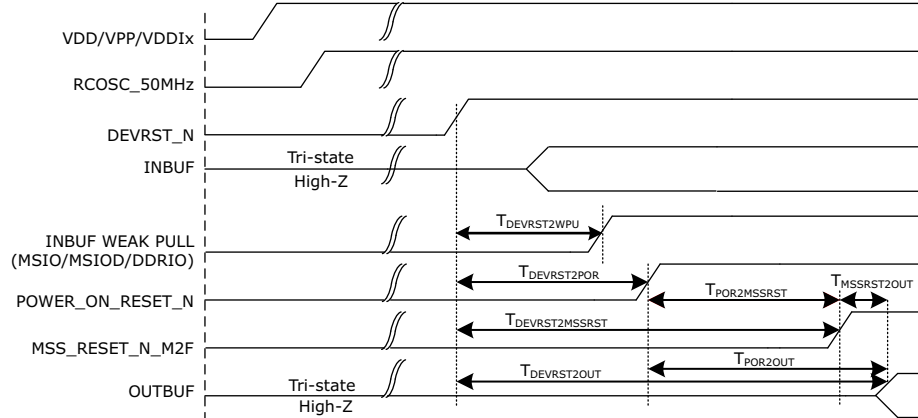 VDD/VPP/VDDIx
RCOSC_50MHz
DEVRST_N
INBUF
Tri-state
High-Z
INBUF WEAK PULL
(MSIO/MSIOD/DDRIO)
TDEVRST2WPU
POWER_ON_RESET_N
TDEVRST2POR
TPOR2MSSRST
TMSSRST2OUT
MSS_RESET_N_M2F
TDEVRST2MSSRST
TPOR2OUT
OUTBUF
Tri-state
High-Z
TDEVRST2OUT